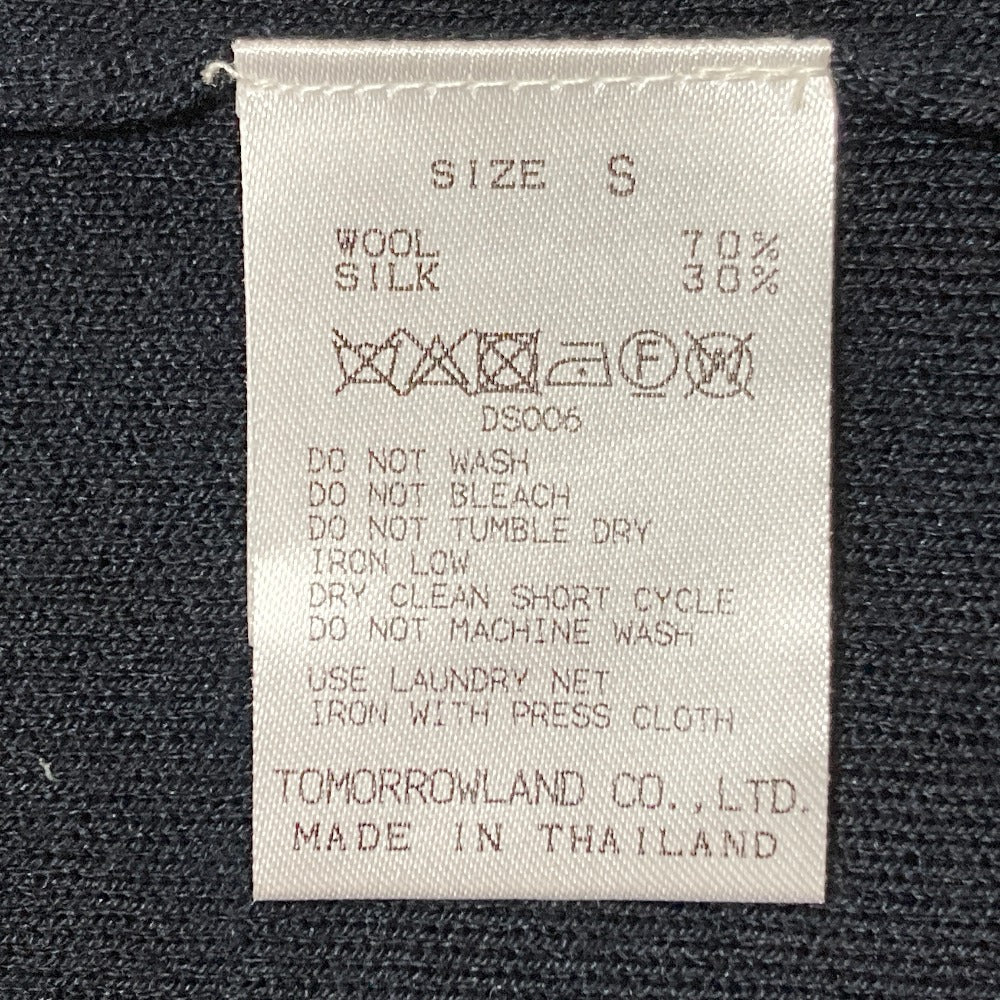 SIZE S
WOOL 70%
SILK 30%
F W
DS006
DO NOT WASH
DO NOT BLEACH
DO NOT TUMBLE DRY
IRON LOW
DRY CLEAN SHORT CYCLE
DO NOT MACHINE WASH
USE LAUNDRY NET
IRON WITH PRESS CLOTH
TOMORROWLAND CO.,LTD.
MADE IN THAILAND